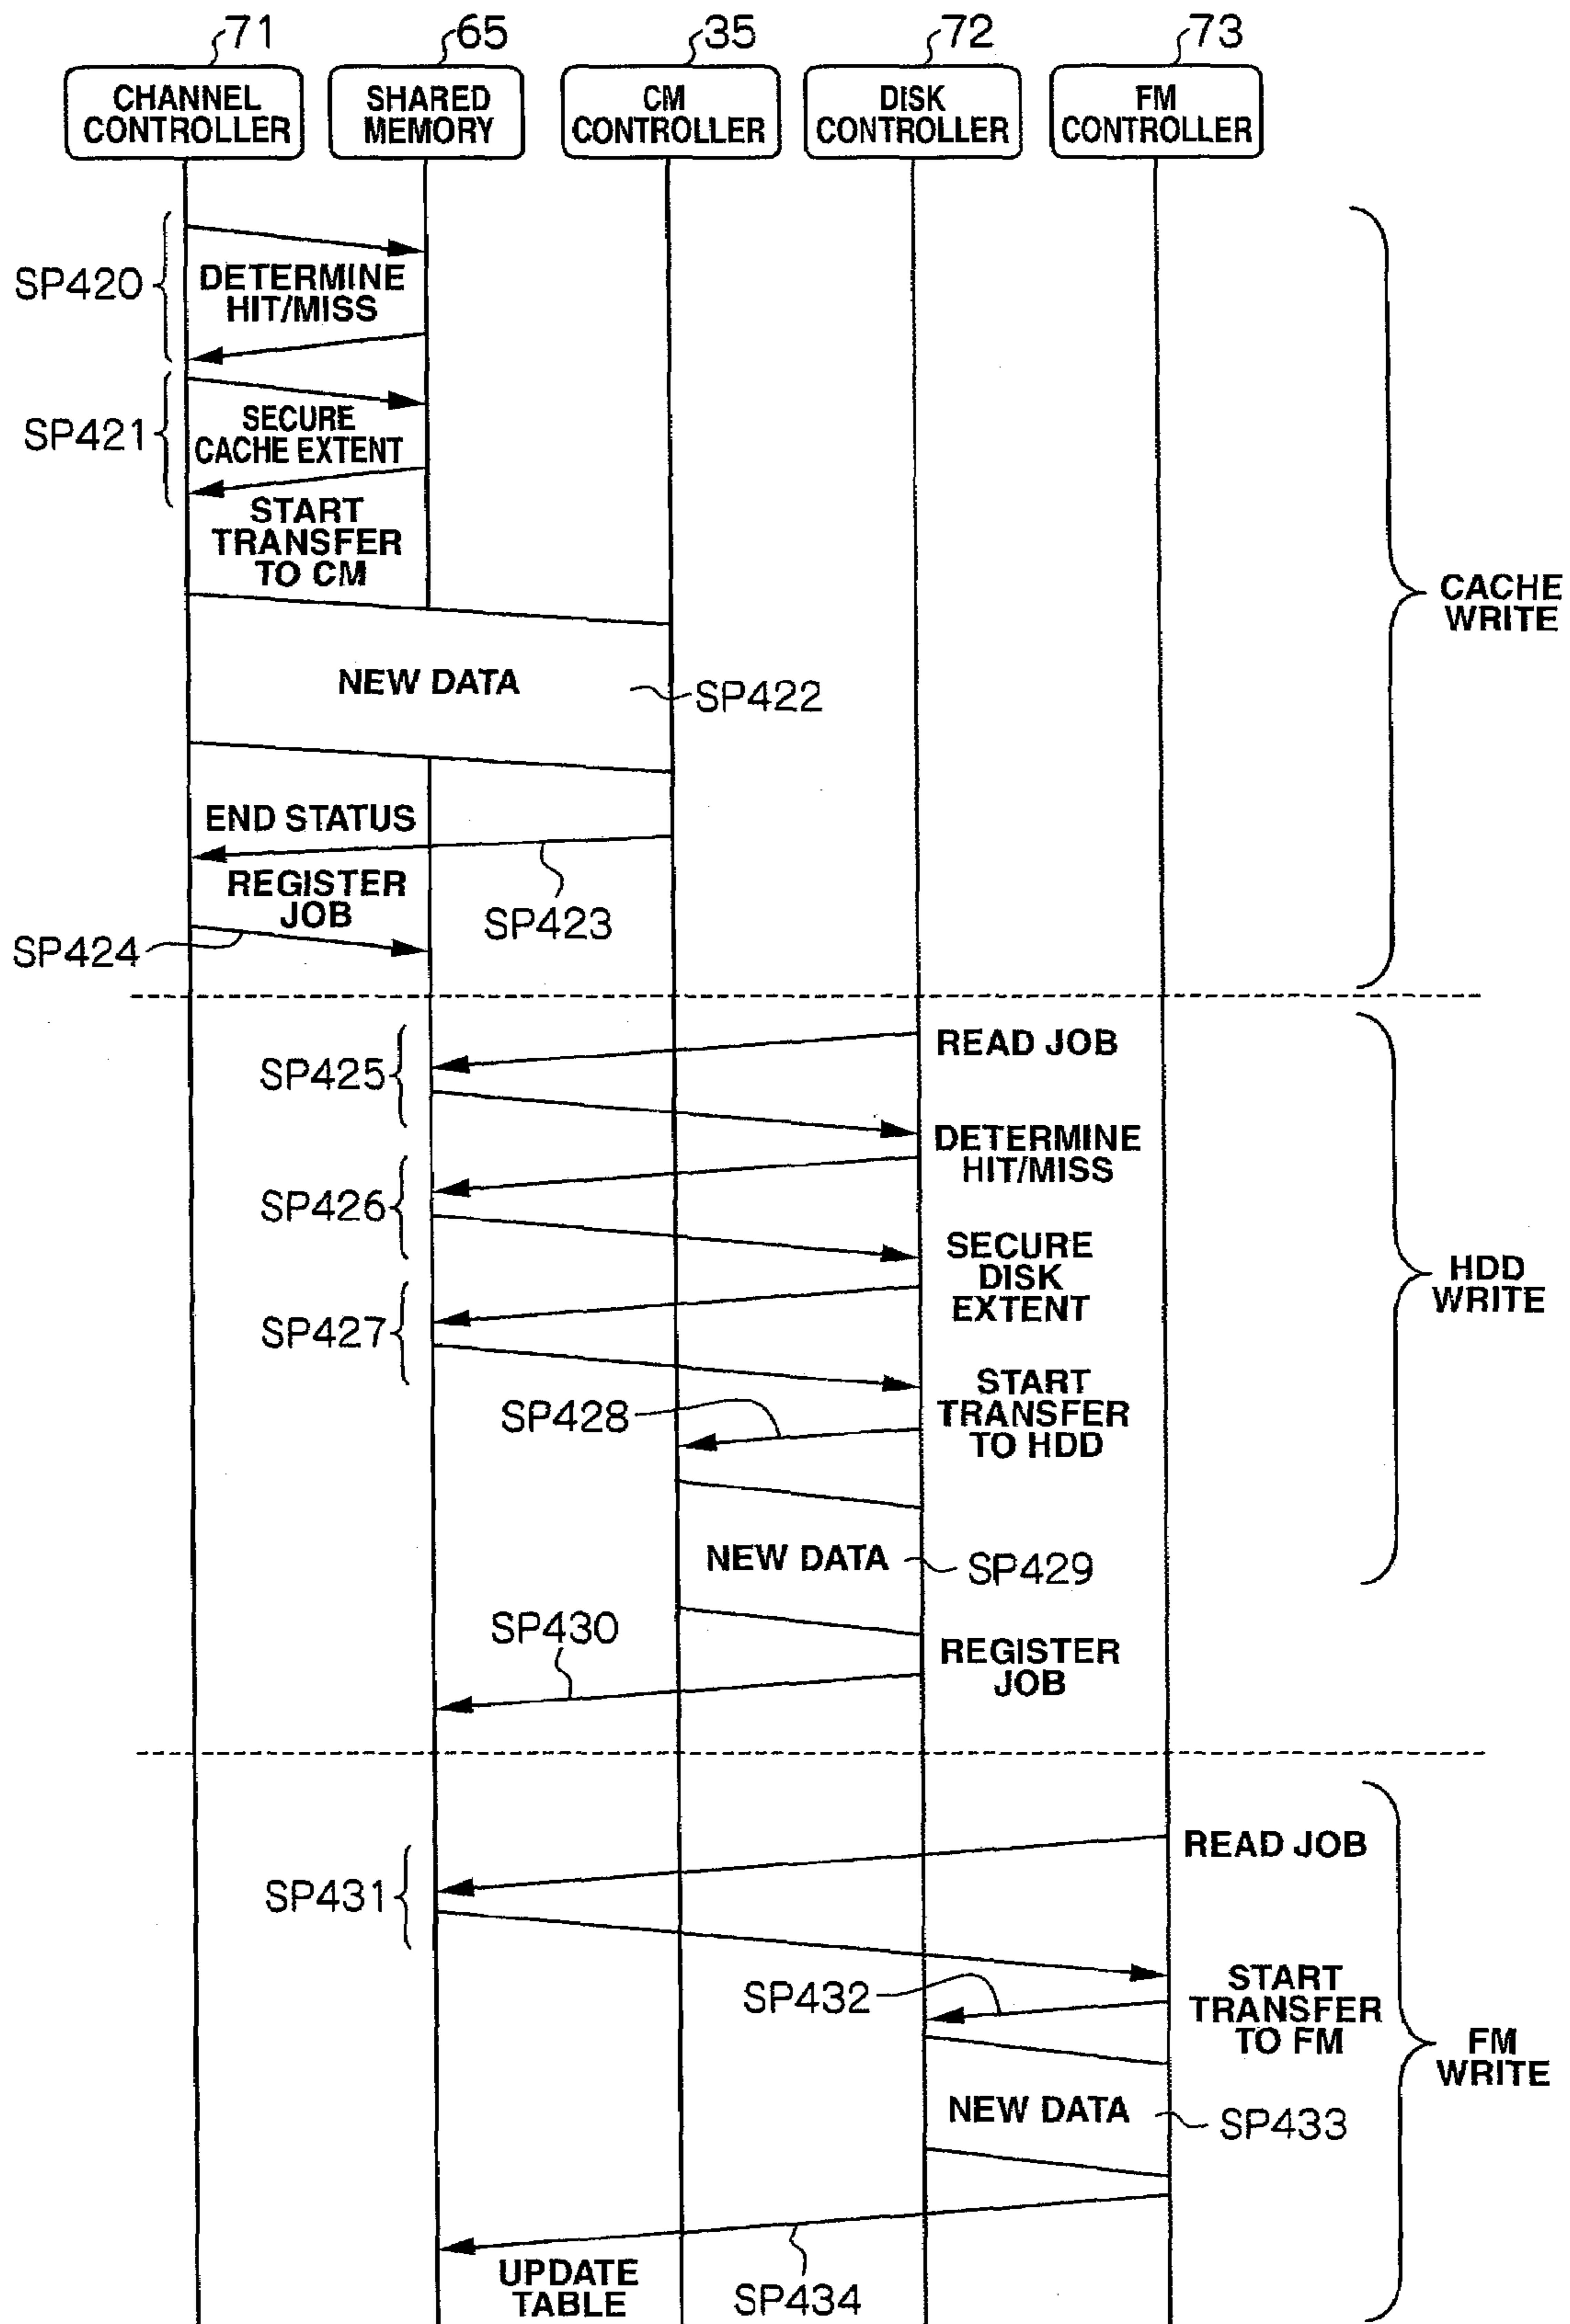 71
65
35
72
73
CHANNEL
CONTROLLER
SHARED
MEMORY
CM
CONTROLLER
DISK
CONTROLLER
FM
CONTROLLER
SP420
DETERMINE
HIT/MISS
SP421
SECURE
CACHE EXTENT
START
TRANSFER
TO CM
CACHE
WRITE
NEW DATA
SP422
END STATUS
REGISTER
JOB
SP423
SP424
READ JOB
SP425
DETERMINE
HIT/MISS
SP426
SECURE
DISK
EXTENT
HDD
WRITE
SP427
START
TRANSFER
TO HDD
SP428
NEW DATA
SP429
SP430
REGISTER
JOB
READ JOB
SP431
START
TRANSFER
TO FM
SP432
FM
WRITE
NEW DATA
SP433
UPDATE
TABLE
SP434